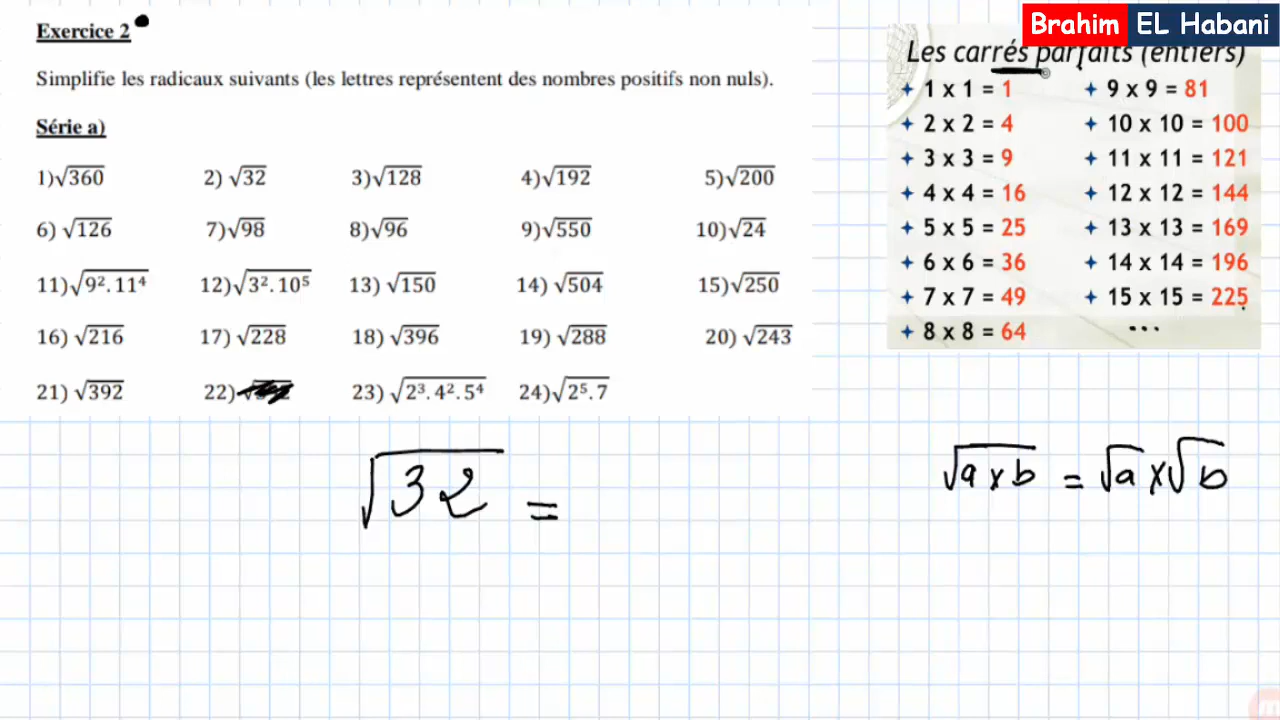 Brahim EL Habani
Exercice 2
Simplifie les radicaux suivants (les lettres représentent des nombres positifs non nuls).
Série a)
1)√360 2) √32 3)√128 4)√192 5)√200
6) √126 7)√98 8)√96 9)√550 10)√24
11)√9².11⁴ 12)√3².10⁵ 13) √150 14) √504 15)√250
16) √216 17) √228 18) √396 19) √288 20) √243
21) √392 22) 23) √2³.4².5⁴ 24)√2⁵.7
Les carrés parfaits (entiers)
1 x 1 = 1
2 x 2 = 4
3 x 3 = 9
4 x 4 = 16
5 x 5 = 25
6 x 6 = 36
7 x 7 = 49
8 x 8 = 64
9 x 9 = 81
10 x 10 = 100
11 x 11 = 121
12 x 12 = 144
13 x 13 = 169
14 x 14 = 196
15 x 15 = 225
...
√32 =
√a x b = √a x √b